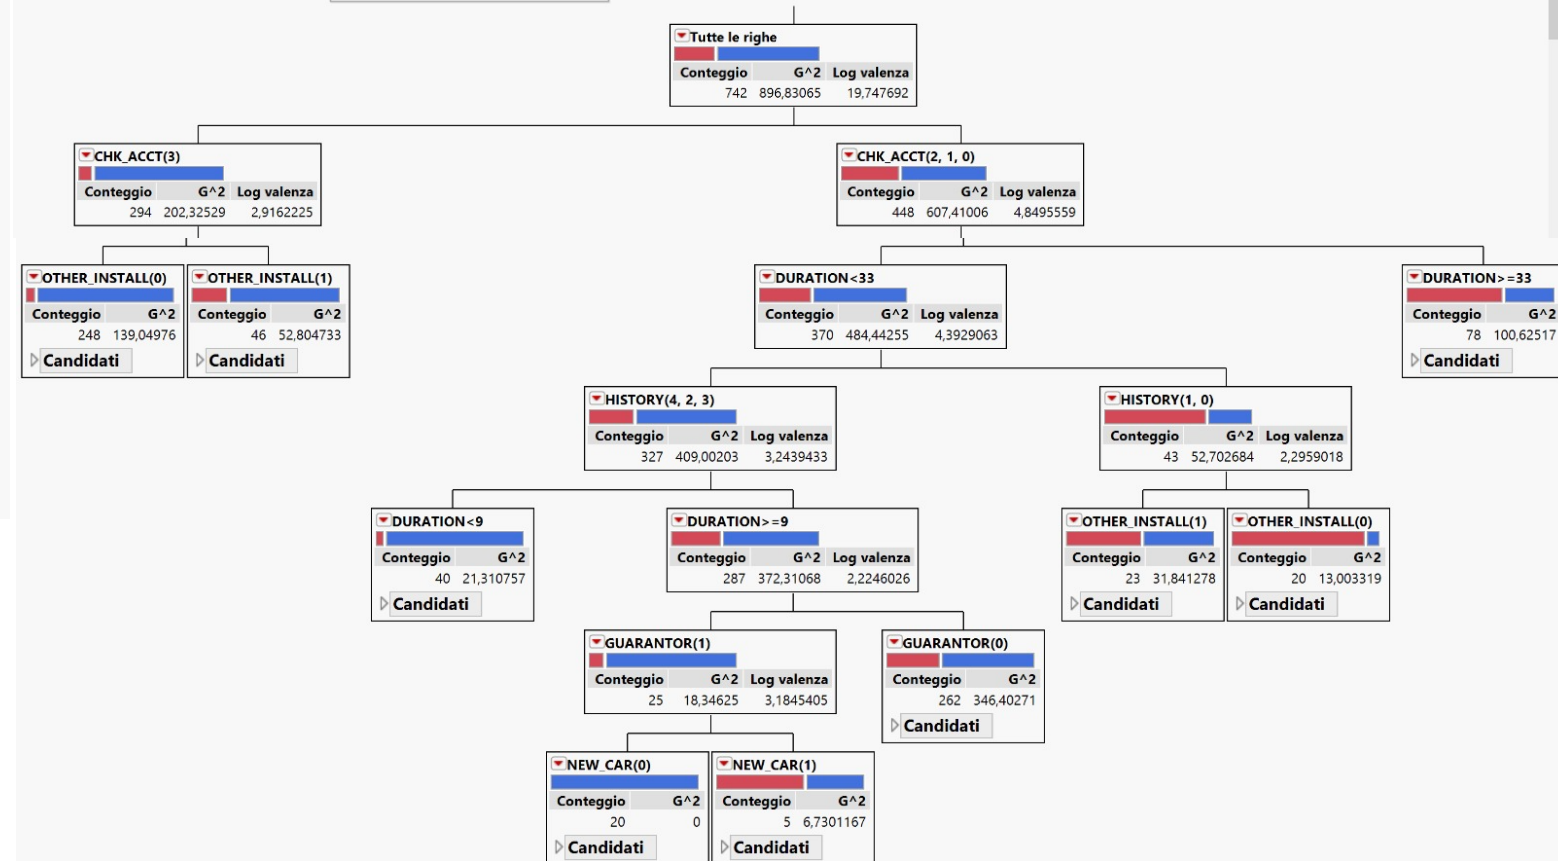 Tutte le righe
Conteggio G^2 Log valenza
742 896,83065 19,747692
CHK_ACCT(3)
Conteggio G^2 Log valenza
294 202,32529 2,9162225
CHK_ACCT(2, 1, 0)
Conteggio G^2 Log valenza
448 607,41006 4,8495559
OTHER_INSTALL(0)
Conteggio G^2
248 139,04976
Candidati
OTHER_INSTALL(1)
Conteggio G^2
46 52,804733
Candidati
DURATION<33
Conteggio G^2 Log valenza
370 484,44255 4,3929063
DURATION>=33
Conteggio G^2
78 100,62517
Candidati
HISTORY(4, 2, 3)
Conteggio G^2 Log valenza
327 409,00203 3,2439433
HISTORY(1, 0)
Conteggio G^2 Log valenza
43 52,702684 2,2959018
DURATION<9
Conteggio G^2
40 21,310757
Candidati
DURATION>=9
Conteggio G^2 Log valenza
287 372,31068 2,2246026
OTHER_INSTALL(1)
Conteggio G^2
23 31,841278
Candidati
OTHER_INSTALL(0)
Conteggio G^2
20 13,003319
Candidati
GUARANTOR(1)
Conteggio G^2 Log valenza
25 18,34625 3,1845405
GUARANTOR(0)
Conteggio G^2
262 346,40271
Candidati
NEW_CAR(0)
Conteggio G^2
20 0
Candidati
NEW_CAR(1)
Conteggio G^2
5 6,7301167
Candidati